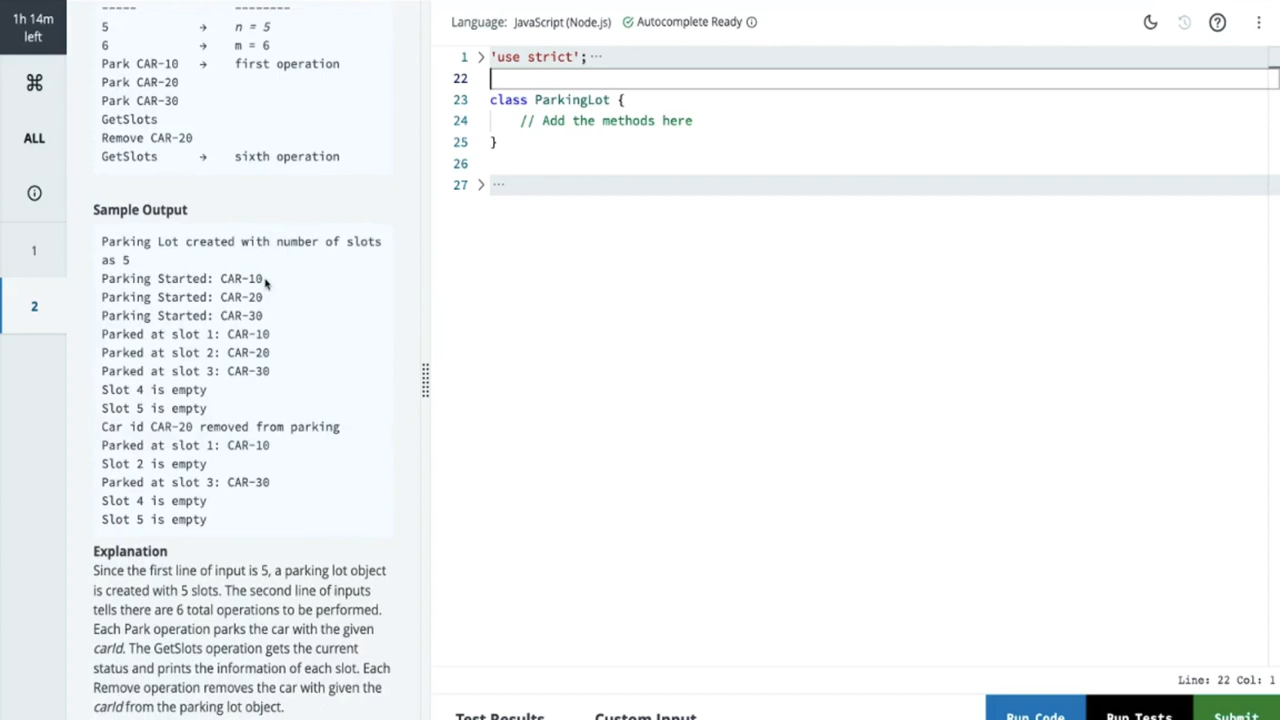 1h 14m
left
ALL
1
2
5 → n = 5
6 → m = 6
Park CAR-10 → first operation
Park CAR-20
Park CAR-30
GetSlots
Remove CAR-20
GetSlots → sixth operation
Sample Output
Parking Lot created with number of slots
as 5
Parking Started: CAR-10
Parking Started: CAR-20
Parking Started: CAR-30
Parked at slot 1: CAR-10
Parked at slot 2: CAR-20
Parked at slot 3: CAR-30
Slot 4 is empty
Slot 5 is empty
Car id CAR-20 removed from parking
Parked at slot 1: CAR-10
Slot 2 is empty
Parked at slot 3: CAR-30
Slot 4 is empty
Slot 5 is empty
Explanation
Since the first line of input is 5, a parking lot object
is created with 5 slots. The second line of inputs
tells there are 6 total operations to be performed.
Each Park operation parks the car with the given
carId. The GetSlots operation gets the current
status and prints the information of each slot. Each
Remove operation removes the car with given the
carId from the parking lot object.
Language: JavaScript (Node.js) Autocomplete Ready
1 'use strict';
22
23 class ParkingLot {
24 // Add the methods here
25 }
26
27
Line: 22 Col: 1
Test Results Custom Input Run Code Run Tests Submit